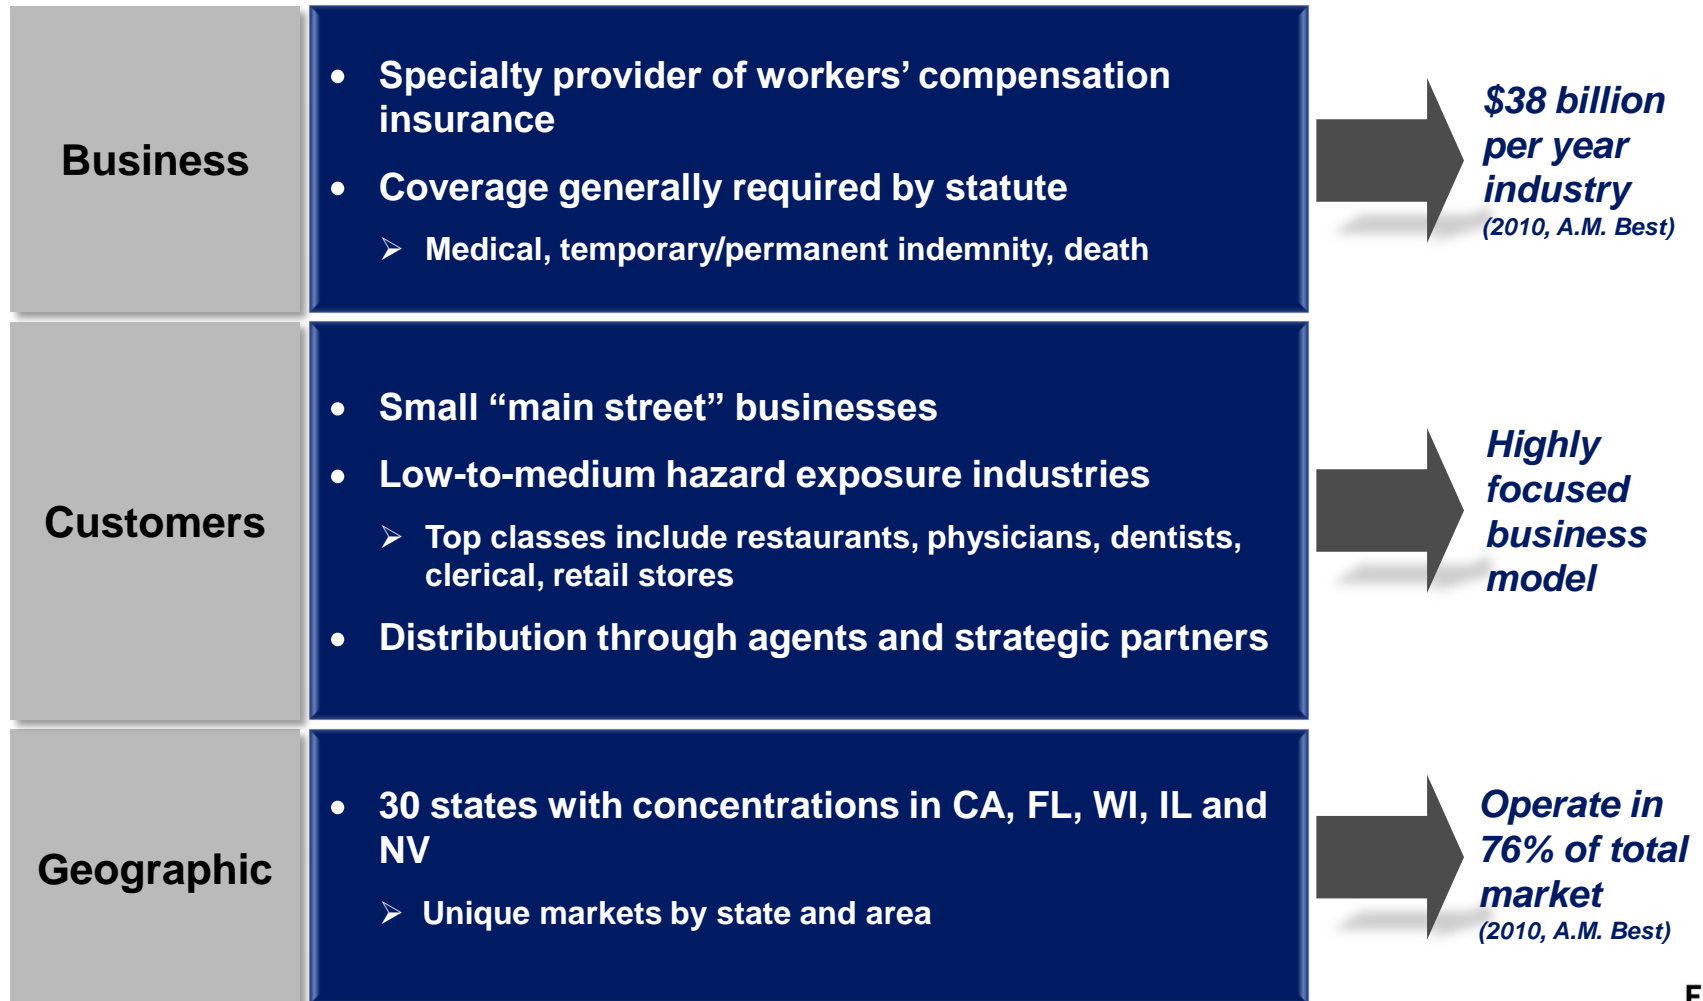 Business
• Specialty provider of workers’ compensation
insurance
• Coverage generally required by statute
➢ Medical, temporary/permanent indemnity, death
$38 billion
per year
industry
(2010, A.M. Best)
Customers
• Small “main street” businesses
• Low-to-medium hazard exposure industries
➢ Top classes include restaurants, physicians, dentists,
clerical, retail stores
• Distribution through agents and strategic partners
Highly
focused
business
model
Geographic
• 30 states with concentrations in CA, FL, WI, IL and
NV
➢ Unique markets by state and area
Operate in
76% of total
market
(2010, A.M. Best)